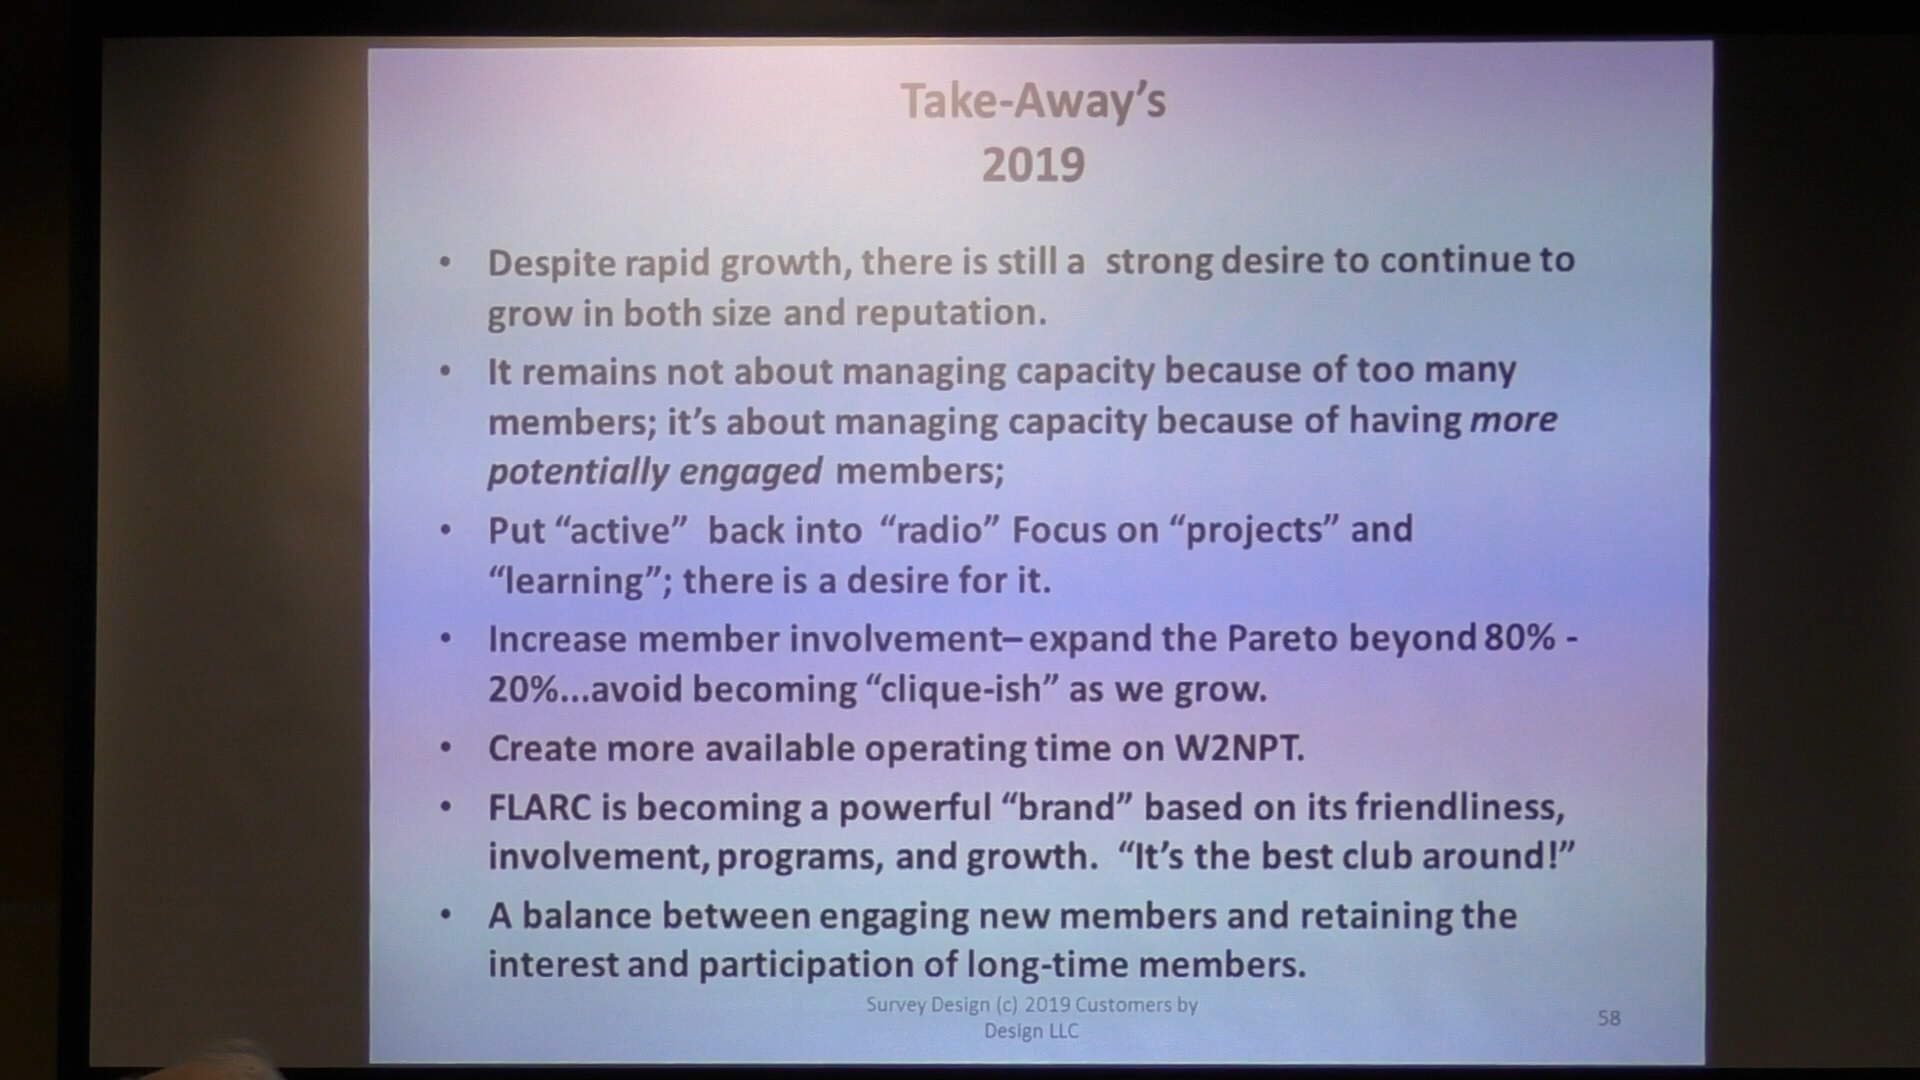 Take-Away’s
2019
• Despite rapid growth, there is still a strong desire to continue to
grow in both size and reputation.
• It remains not about managing capacity because of too many
members; it’s about managing capacity because of having more
potentially engaged members;
• Put “active” back into “radio” Focus on “projects” and
“learning”; there is a desire for it.
• Increase member involvement– expand the Pareto beyond 80% -
20%...avoid becoming “clique-ish” as we grow.
• Create more available operating time on W2NPT.
• FLARC is becoming a powerful “brand” based on its friendliness,
involvement, programs, and growth. “It’s the best club around!”
• A balance between engaging new members and retaining the
interest and participation of long-time members.
Survey Design (c) 2019 Customers by
Design LLC
58